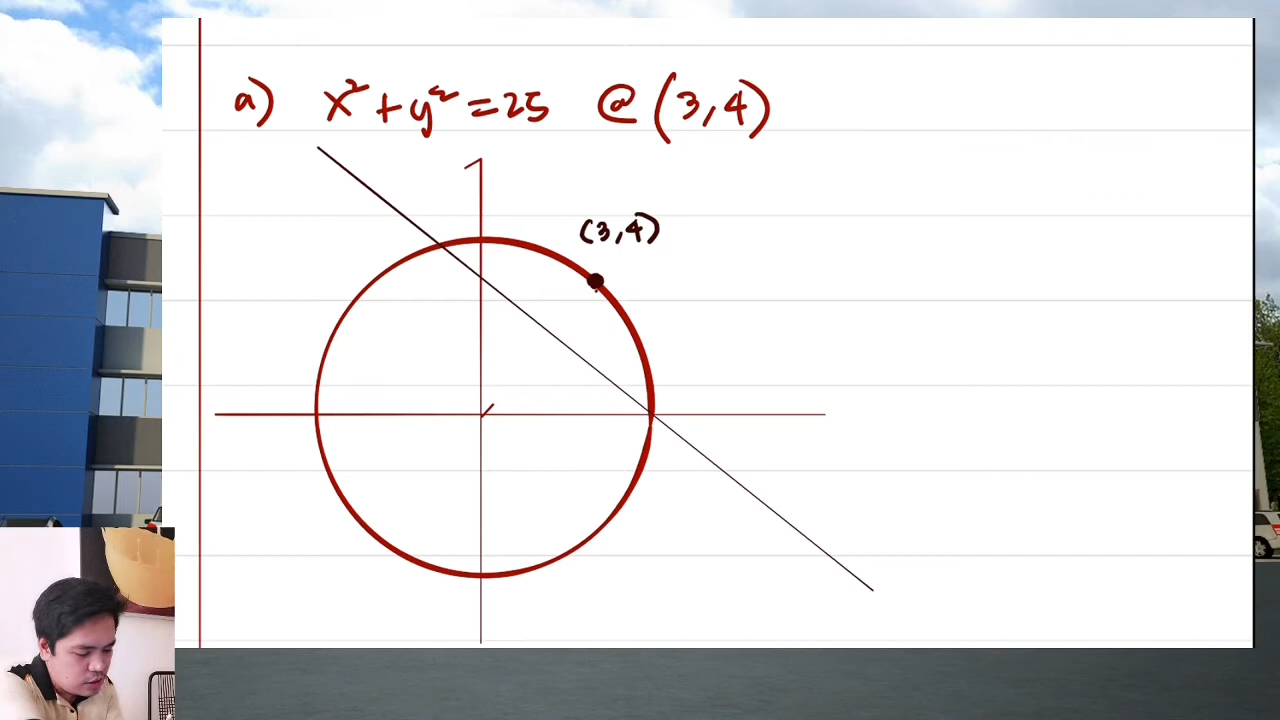 a) x² + y² = 25 @ (3,4)
(3,4)